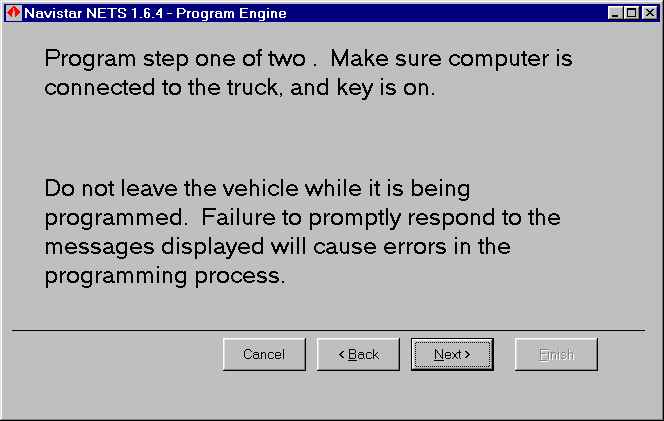 Navistar NETS 1.6.4 - Program Engine
Program step one of two .  Make sure computer is
connected to the truck, and key is on.
Do not leave the vehicle while it is being
programmed.  Failure to promptly respond to the
messages displayed will cause errors in the
programming process.
Cancel < Back Next > Finish